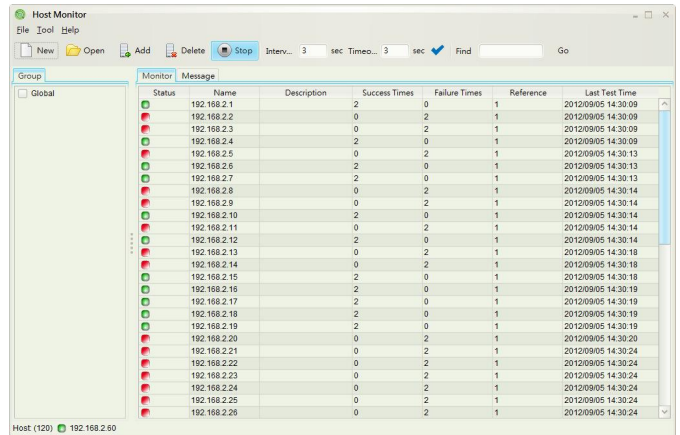 Host Monitor
File Tool Help
New Open Add Delete Stop Interv... 3 sec Timeo... 3 sec Find Go
Group Monitor Message
Global
Status Name Description Success Times Failure Times Reference Last Test Time
192.168.2.1 2 0 1 2012/09/05 14:30:09
192.168.2.2 0 2 1 2012/09/05 14:30:09
192.168.2.3 0 2 1 2012/09/05 14:30:09
192.168.2.4 2 0 1 2012/09/05 14:30:09
192.168.2.5 0 2 1 2012/09/05 14:30:13
192.168.2.6 2 0 1 2012/09/05 14:30:13
192.168.2.7 2 0 1 2012/09/05 14:30:13
192.168.2.8 0 2 1 2012/09/05 14:30:14
192.168.2.9 0 2 1 2012/09/05 14:30:14
192.168.2.10 2 0 1 2012/09/05 14:30:14
192.168.2.11 0 2 1 2012/09/05 14:30:14
192.168.2.12 2 0 1 2012/09/05 14:30:14
192.168.2.13 0 2 1 2012/09/05 14:30:18
192.168.2.14 0 2 1 2012/09/05 14:30:18
192.168.2.15 2 0 1 2012/09/05 14:30:18
192.168.2.16 2 0 1 2012/09/05 14:30:19
192.168.2.17 2 0 1 2012/09/05 14:30:19
192.168.2.18 2 0 1 2012/09/05 14:30:19
192.168.2.19 2 0 1 2012/09/05 14:30:19
192.168.2.20 0 2 1 2012/09/05 14:30:20
192.168.2.21 0 2 1 2012/09/05 14:30:24
192.168.2.22 0 2 1 2012/09/05 14:30:24
192.168.2.23 0 2 1 2012/09/05 14:30:24
192.168.2.24 0 2 1 2012/09/05 14:30:24
192.168.2.25 0 2 1 2012/09/05 14:30:24
192.168.2.26 0 2 1 2012/09/05 14:30:24
Host (120) 192.168.2.60